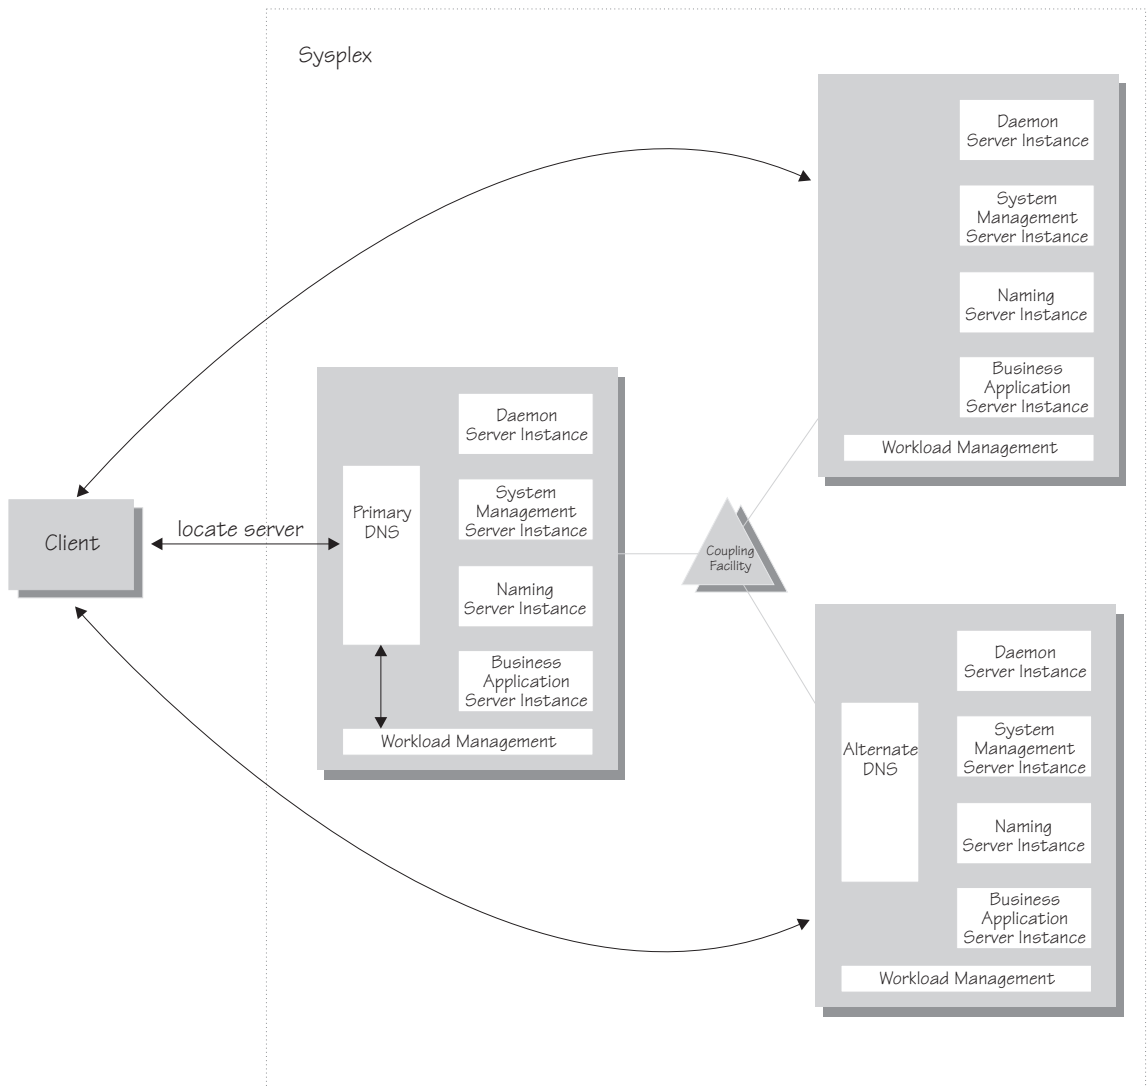 Sysplex
Daemon
Server Instance
System
Management
Server Instance
Naming
Server Instance
Business
Application
Server Instance
Workload Management
Client
locate server
Primary
DNS
Daemon
Server Instance
System
Management
Server Instance
Naming
Server Instance
Business
Application
Server Instance
Workload Management
Coupling
Facility
Alternate
DNS
Daemon
Server Instance
System
Management
Server Instance
Naming
Server Instance
Business
Application
Server Instance
Workload Management